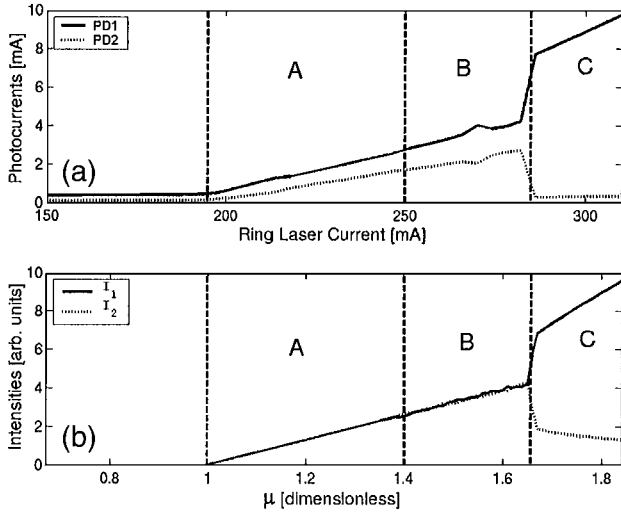 10
8
6
4
2
0
Photocurrents [mA]
PD1
PD2
A
B
C
(a)
150
200
250
300
Ring Laser Current [mA]
10
8
6
4
2
0
Intensities [arb. units]
I1
I2
A
B
C
(b)
0.8
1
1.2
1.4
1.6
1.8
μ [dimensionless]